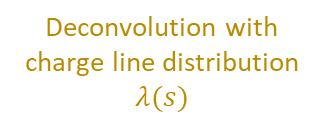 Deconvolution with
charge line distribution
λ(s)